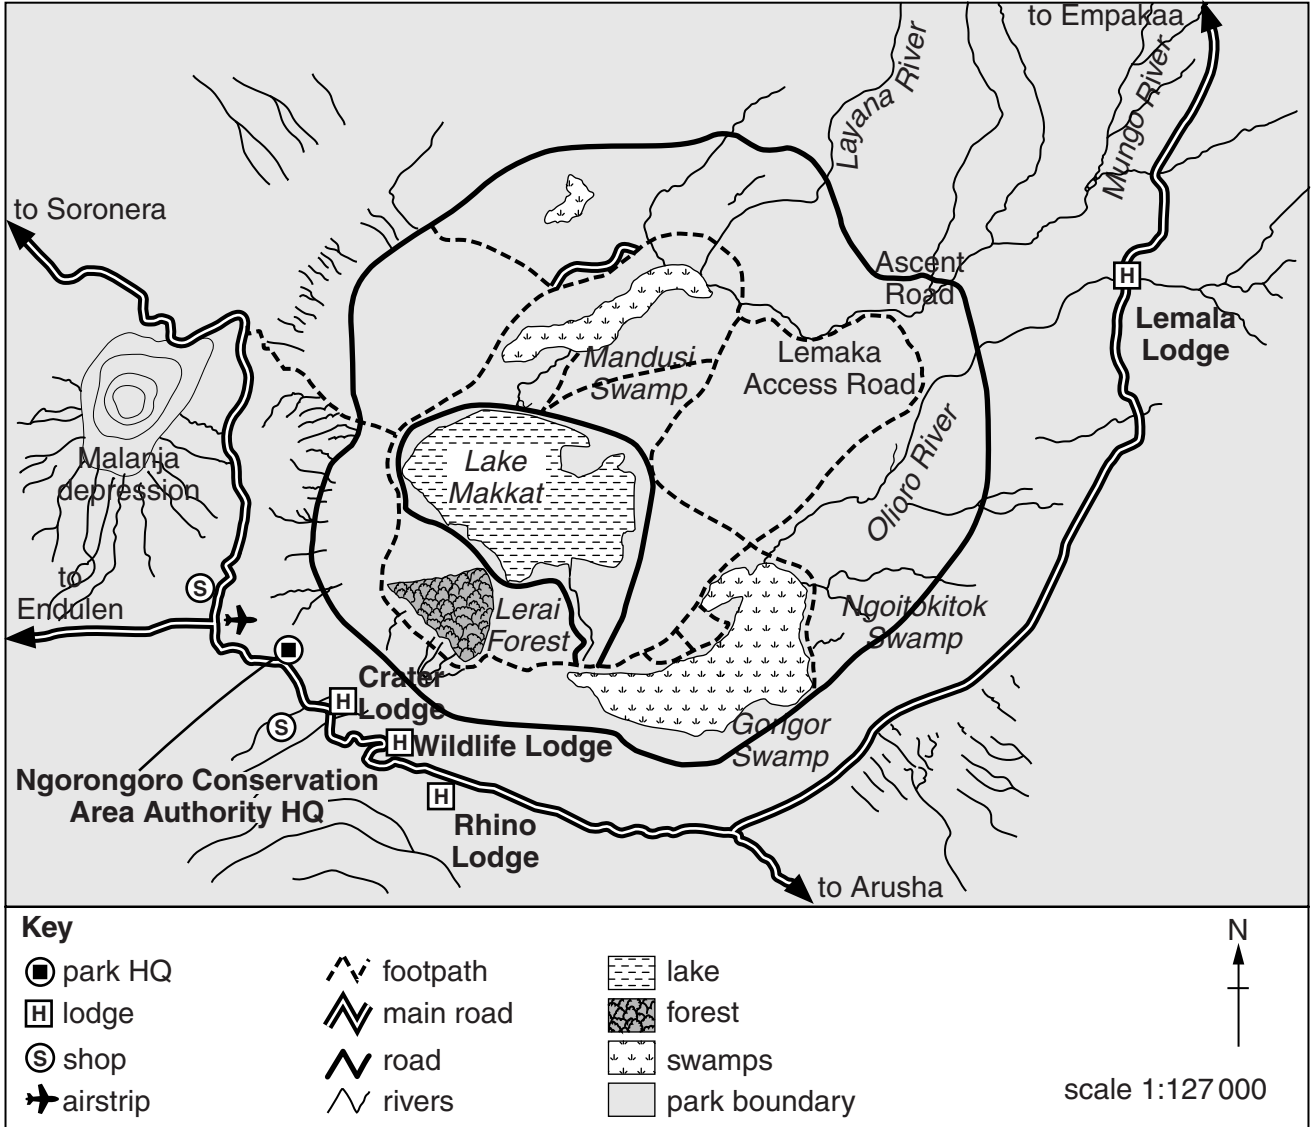 to Empakaa
Layana River
Mungo River
to Soronera
Ascent
Road
H
Lemala
Lodge
Mandusi
Swamp
Lemaka
Access Road
Malanja
depression
Lake
Makkat
Olioro River
to
Endulen
S
Lerai
Forest
Ngoitokitok
Swamp
Crater
Lodge
H
S
Gorigor
Swamp
H
Wildlife Lodge
Ngorongoro Conservation
Area Authority HQ
H
Rhino
Lodge
to Arusha
Key
park HQ
footpath
lake
N
H lodge
main road
forest
S shop
road
swamps
airstrip
rivers
park boundary
scale 1:127 000